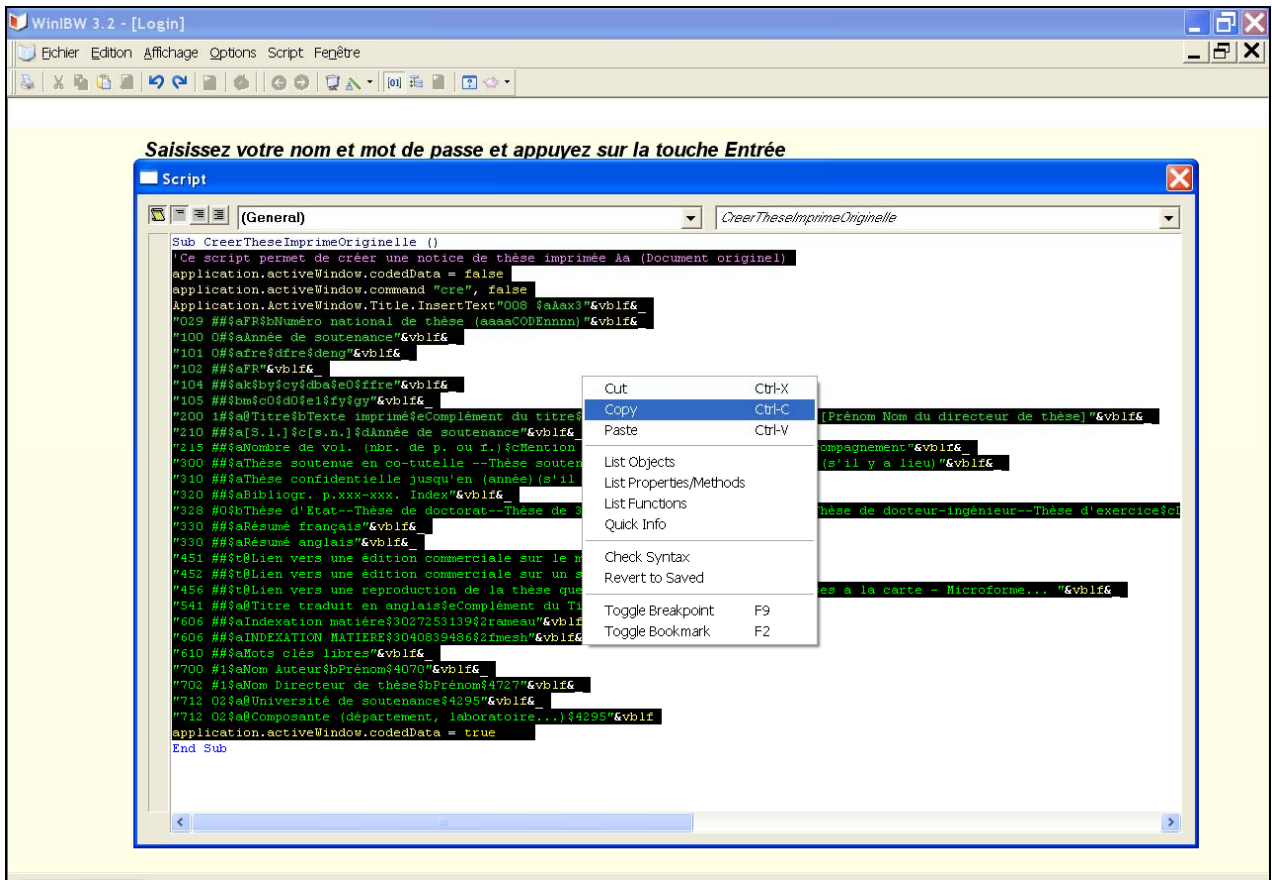 WinIBW 3.2 - [Login]
Fichier Edition Affichage Options Script Fenêtre
Saisissez votre nom et mot de passe et appuyez sur la touche Entrée
Script
(General) CreerTheseImprimeOriginelle
Sub CreerTheseImprimeOriginelle ()
'Ce script permet de créer une notice de thèse imprimée Aa (Document originel)
application.activeWindow.codedData = false
application.activeWindow.command "cre", false
Application.ActiveWindow.Title.InsertText"008 $aAax3"&vblf&_
"029 ##$aFR$bNuméro national de thèse (aaaaCODEnnnn)"&vblf&_
"100 0#$aAnnée de soutenance"&vblf&_
"101 0#$afre$dfre$deng"&vblf&_
"102 ##$aFR"&vblf&_
"104 ##$ak$by$cy$dba$e0$ffre"&vblf&_
"105 ##$bm$c0$d0$e1$fy$gy"&vblf&_
"200 1#$a@Titre$bTexte imprimé$eComplément du titre$ [Prénom Nom du directeur de thèse]"&vblf&_
"210 ##$a[S.l.]$c[s.n.]$dAnnée de soutenance"&vblf&_
"215 ##$aNombre de vol. (nbr. de p. ou f.)$cMention ompagnement"&vblf&_
"300 ##$aThèse soutenue en co-tutelle --Thèse souten (s'il y a lieu)"&vblf&_
"310 ##$aThèse confidentielle jusqu'en (année)(s'il
"320 ##$aBibliogr. p.xxx-xxx. Index"&vblf&_
"328 #0$bThèse d'Etat--Thèse de doctorat--Thèse de 3 hèse de docteur-ingénieur--Thèse d'exercice$cD
"330 ##$aRésumé français"&vblf&_
"330 ##$aRésumé anglais"&vblf&_
"451 ##$t@Lien vers une édition commerciale sur le m
"452 ##$t@Lien vers une édition commerciale sur un s
"456 ##$t@Lien vers une reproduction de la thèse que es a la carte - Microforme... "&vblf&_
"541 ##$a@Titre traduit en anglais$eComplément du Ti
"606 ##$aIndexation matière$3027253139$2rameau"&vblf
"606 ##$aINDEXATION MATIERE$3040839486$2fmesh"&vblf&
"610 ##$aMots clés libres"&vblf&_
"700 #1$aNom Auteur$bPrénom$4070"&vblf&_
"702 #1$aNom Directeur de thèse$bPrénom$4727"&vblf&_
"712 02$a@Université de soutenance$4295"&vblf&_
"712 02$a@Composante (département, laboratoire...)$4295"&vblf
application.activeWindow.codedData = true
End Sub
Cut Ctrl-X
Copy Ctrl-C
Paste Ctrl-V
List Objects
List Properties/Methods
List Functions
Quick Info
Check Syntax
Revert to Saved
Toggle Breakpoint F9
Toggle Bookmark F2